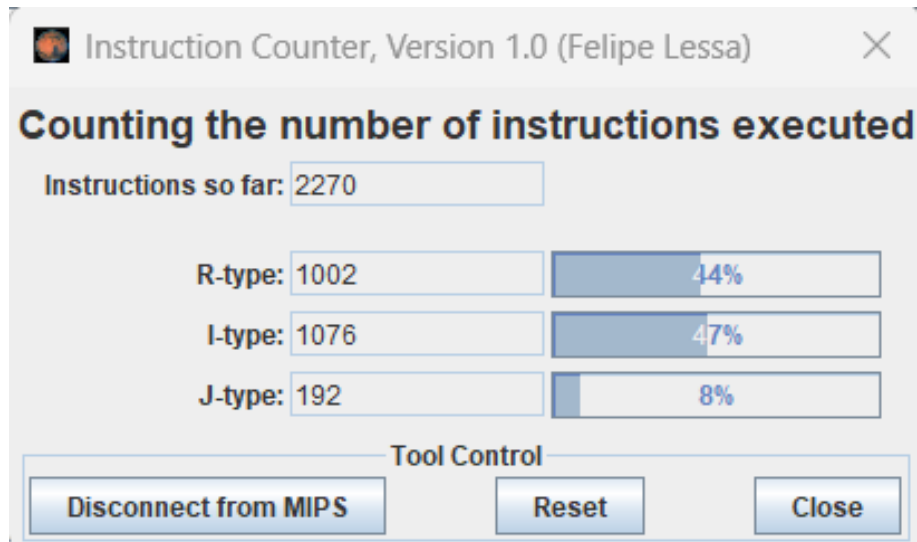 Instruction Counter, Version 1.0 (Felipe Lessa)
Counting the number of instructions executed
Instructions so far: 2270
R-type: 1002 44%
I-type: 1076 47%
J-type: 192 8%
Tool Control
Disconnect from MIPS Reset Close